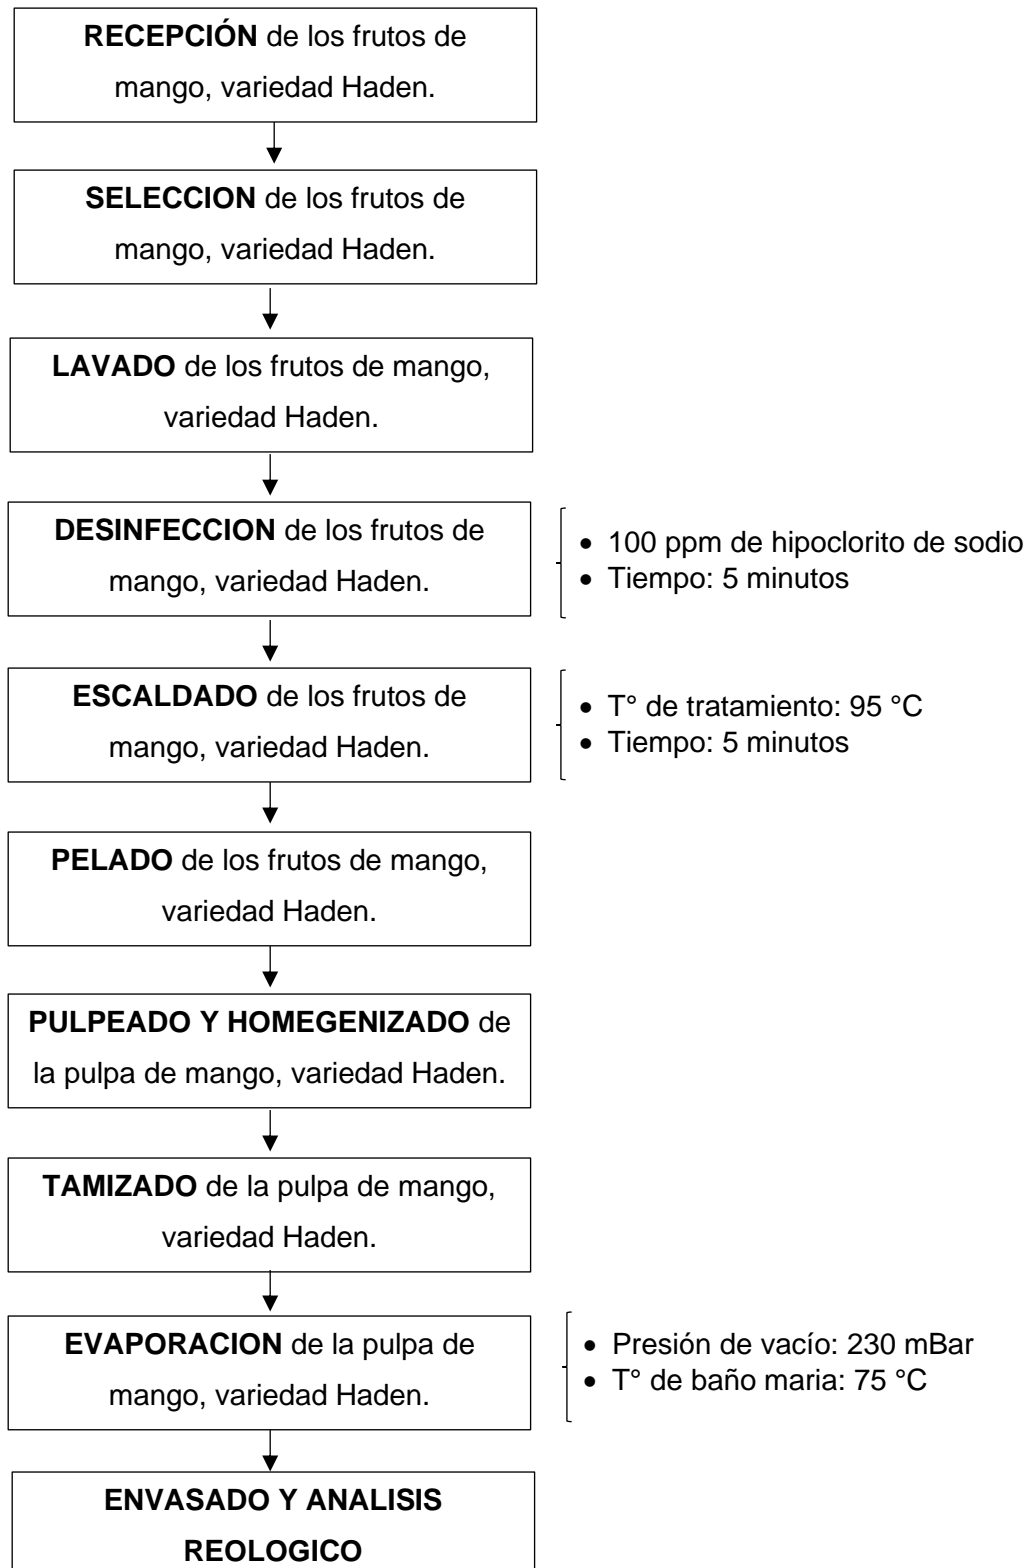 RECEPCIÓN de los frutos de
mango, variedad Haden.
SELECCION de los frutos de
mango, variedad Haden.
LAVADO de los frutos de mango,
variedad Haden.
DESINFECCION de los frutos de
mango, variedad Haden.
• 100 ppm de hipoclorito de sodio
• Tiempo: 5 minutos
ESCALDADO de los frutos de
mango, variedad Haden.
• T° de tratamiento: 95 °C
• Tiempo: 5 minutos
PELADO de los frutos de mango,
variedad Haden.
PULPEADO Y HOMEGENIZADO de
la pulpa de mango, variedad Haden.
TAMIZADO de la pulpa de mango,
variedad Haden.
EVAPORACION de la pulpa de
mango, variedad Haden.
• Presión de vacío: 230 mBar
• T° de baño maria: 75 °C
ENVASADO Y ANALISIS
REOLOGICO